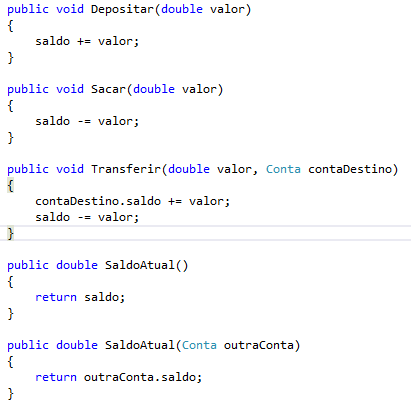 public void Depositar(double valor)
{
    saldo += valor;
}
public void Sacar(double valor)
{
    saldo -= valor;
}
public void Transferir(double valor, Conta contaDestino)
{
    contaDestino.saldo += valor;
    saldo -= valor;
}
public double SaldoAtual()
{
    return saldo;
}
public double SaldoAtual(Conta outraConta)
{
    return outraConta.saldo;
}